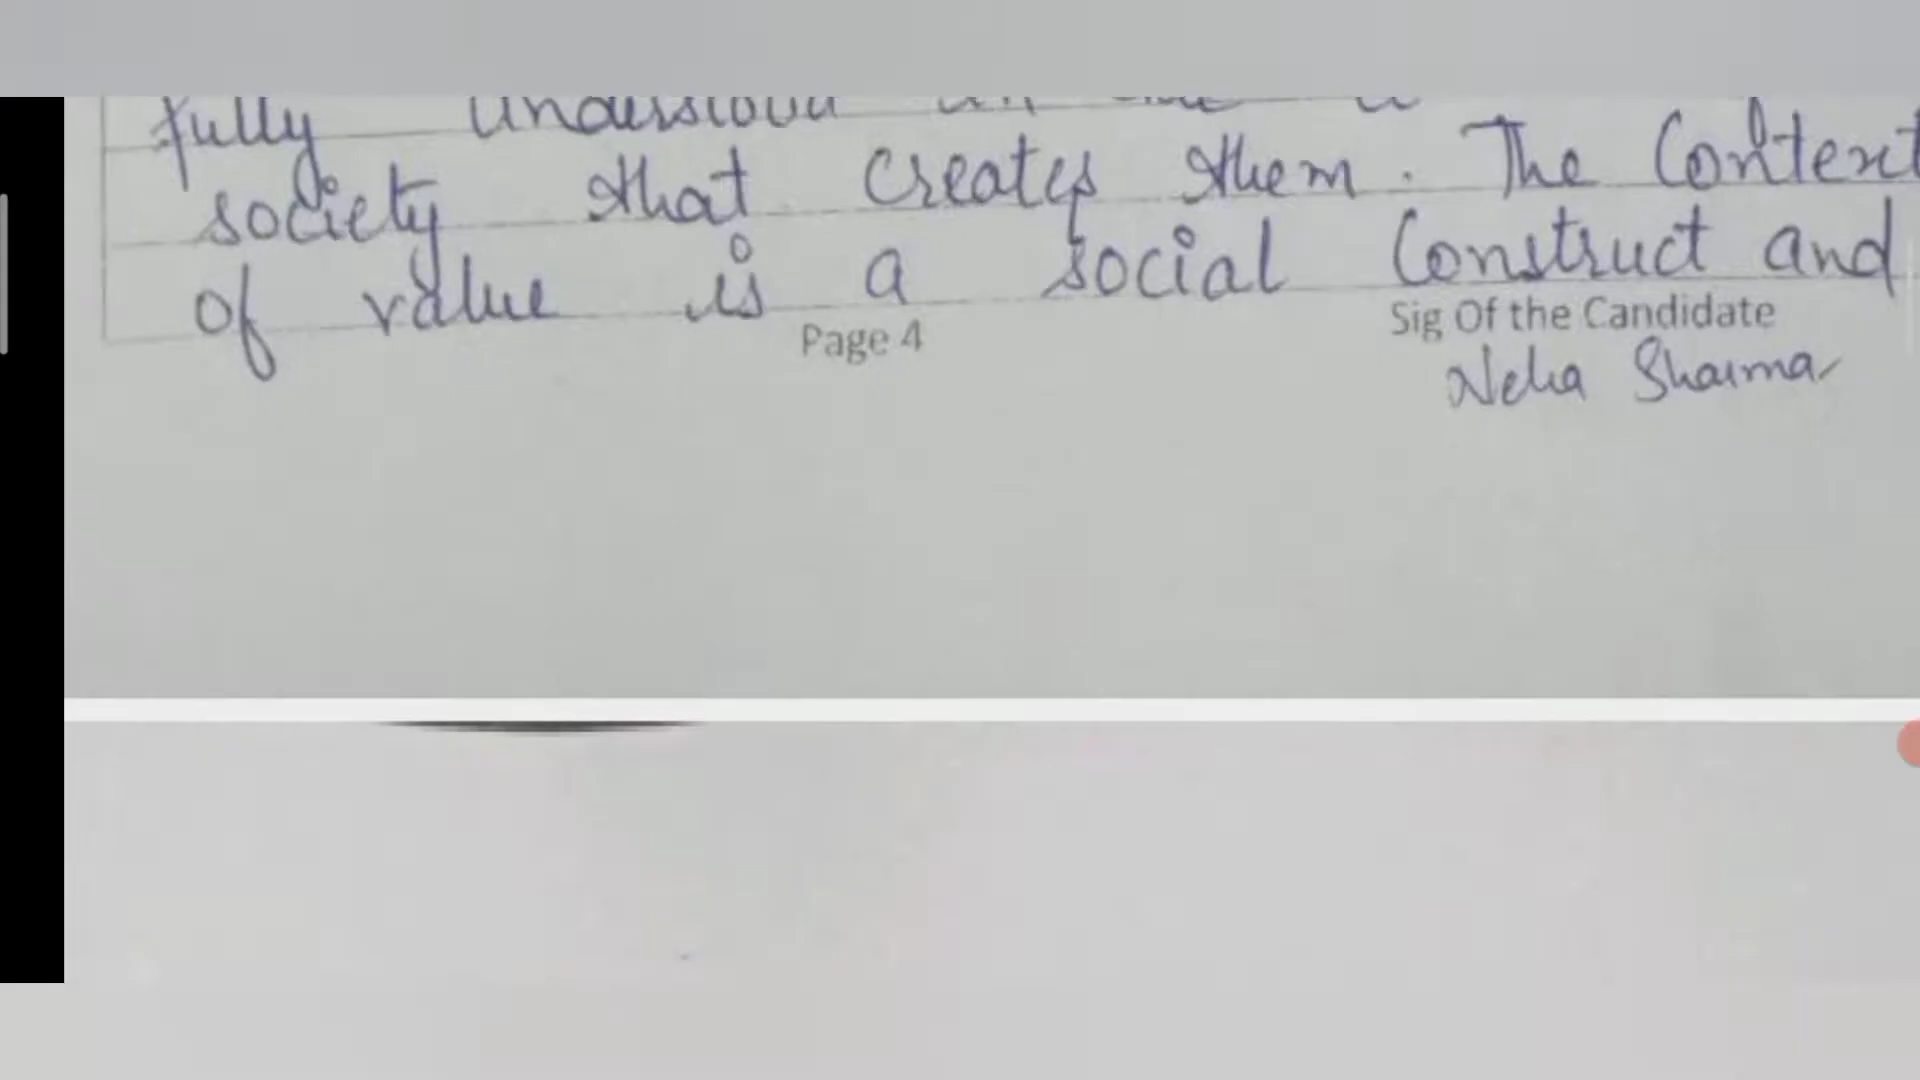 fully understood
society that creates them. The Context
of value is a social Construct and
Page 4
Sig Of the Candidate
Neha Sharma